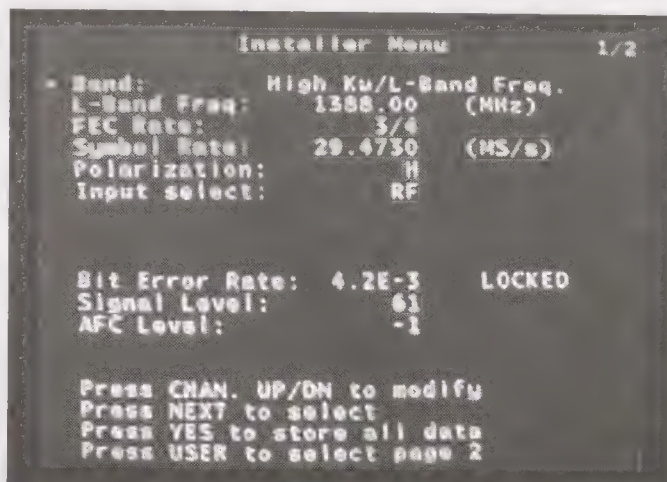 Installer Menu 1/2
Band: High Ku/L-Band Freq.
L-Band Freq: 1388.00 (MHz)
FEC Rate: 3/4
Symbol Rate: 29.4730 (MS/s)
Polarization: H
Input select: RF
Bit Error Rate: 4.2E-3 LOCKED
Signal Level: 61
AFC Level: -1
Press CHAN. UP/DN to modify
Press NEXT to select
Press YES to store all data
Press USER to select page 2